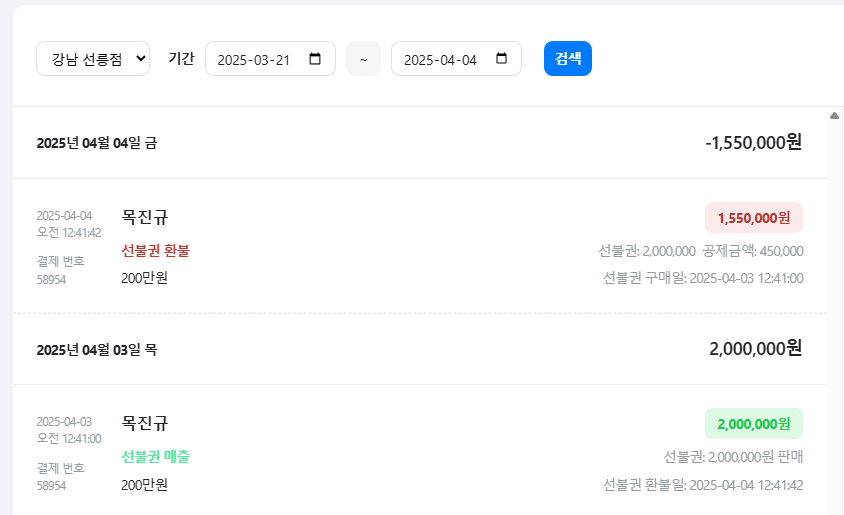 강남 선릉점 기간 2025-03-21 ~ 2025-04-04 검색
2025년 04월 04일 금 -1,550,000원
2025-04-04 목진규 1,550,000원
오전 12:41:42
선불권 환불 선불권: 2,000,000 공제금액: 450,000
결제 번호
58954 200만원 선불권 구매일: 2025-04-03 12:41:00
2025년 04월 03일 목 2,000,000원
2025-04-03 목진규 2,000,000원
오전 12:41:00
선불권 매출 선불권: 2,000,000원 판매
결제 번호
58954 200만원 선불권 환불일: 2025-04-04 12:41:42